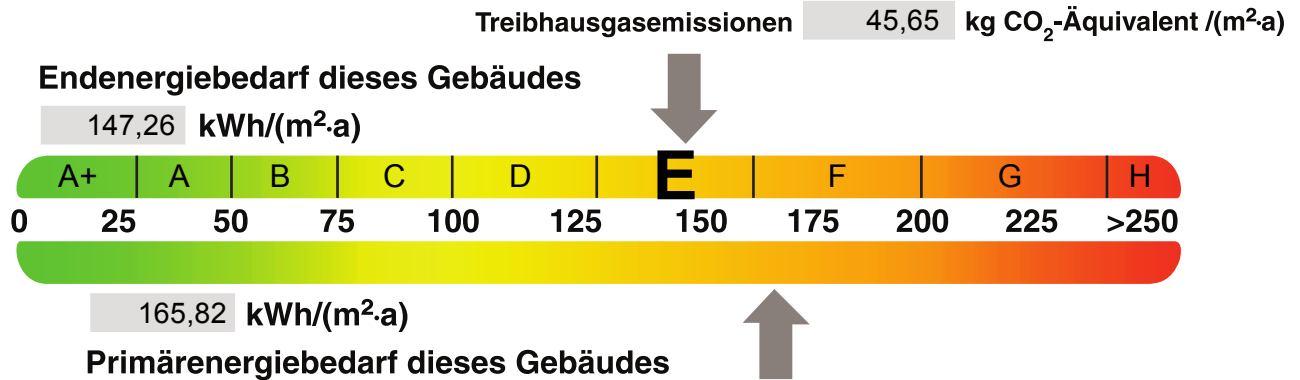 Treibhausgasemissionen 45,65 kg CO₂-Äquivalent /(m²·a)
Endenergiebedarf dieses Gebäudes
147,26 kWh/(m²·a)
A+ A B C D E F G H
0 25 50 75 100 125 150 175 200 225 >250
165,82 kWh/(m²·a)
Primärenergiebedarf dieses Gebäudes